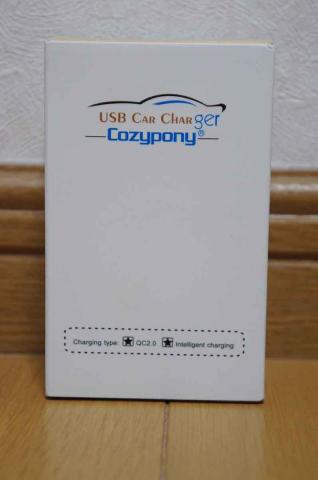 USB Car Charger
Cozypony®
Charging type: QC2.0 Intelligent charging